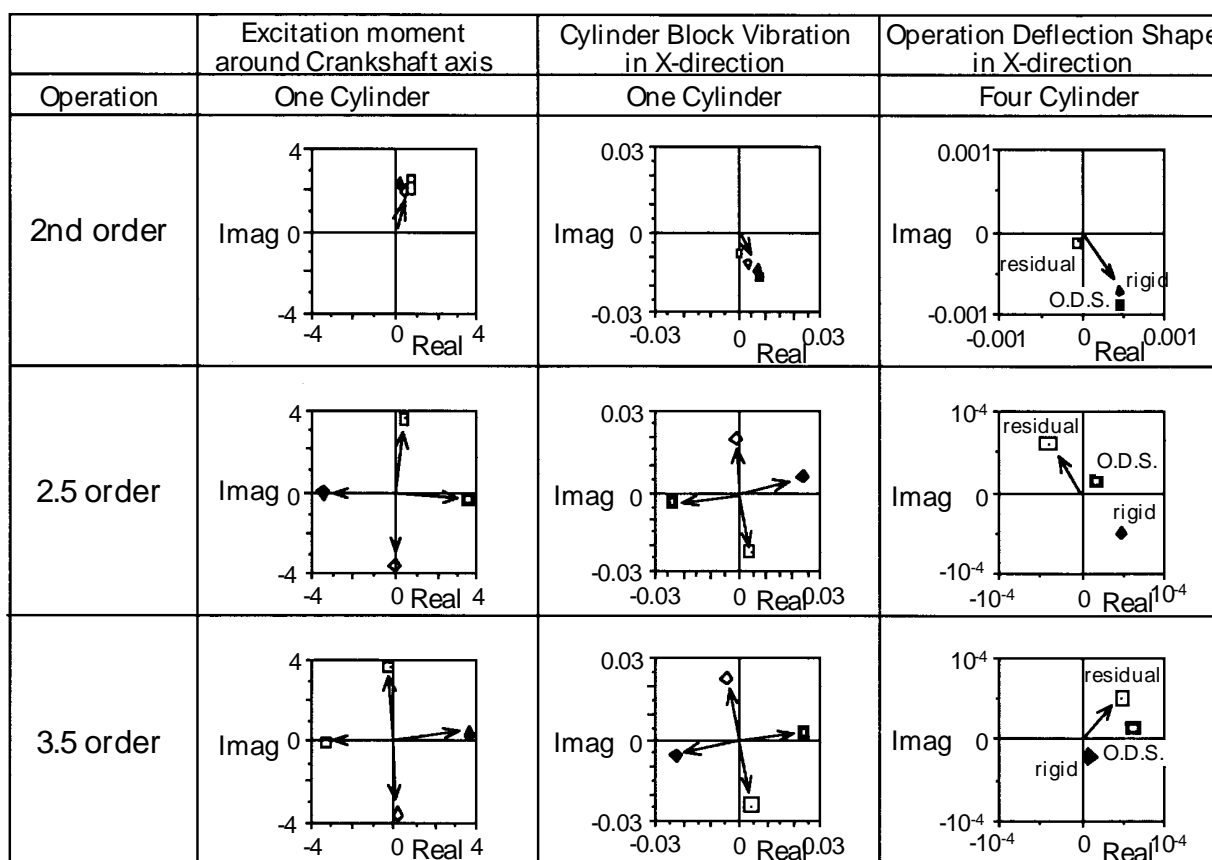 Excitation moment
around Crankshaft axis
Cylinder Block Vibration
in X-direction
Operation Deflection Shape
in X-direction
Operation
One Cylinder
One Cylinder
Four Cylinder
2nd order
4
Imag 0
-4
-4 0 Real 4
0.03
Imag 0
-0.03
-0.03 0 Real 0.03
0.001
Imag 0
-0.001
-0.001 0 Real 0.001
residual
rigid
O.D.S.
2.5 order
4
Imag 0
-4
-4 0 Real 4
0.03
Imag 0
-0.03
-0.03 0 Real 0.03
10-4
Imag 0
-10-4
-10-4 0 Real 10-4
residual
O.D.S.
rigid
3.5 order
4
Imag 0
-4
-4 0 Real 4
0.03
Imag 0
-0.03
-0.03 0 Real 0.03
10-4
Imag 0
-10-4
-10-4 0 Real 10-4
residual
rigid
O.D.S.